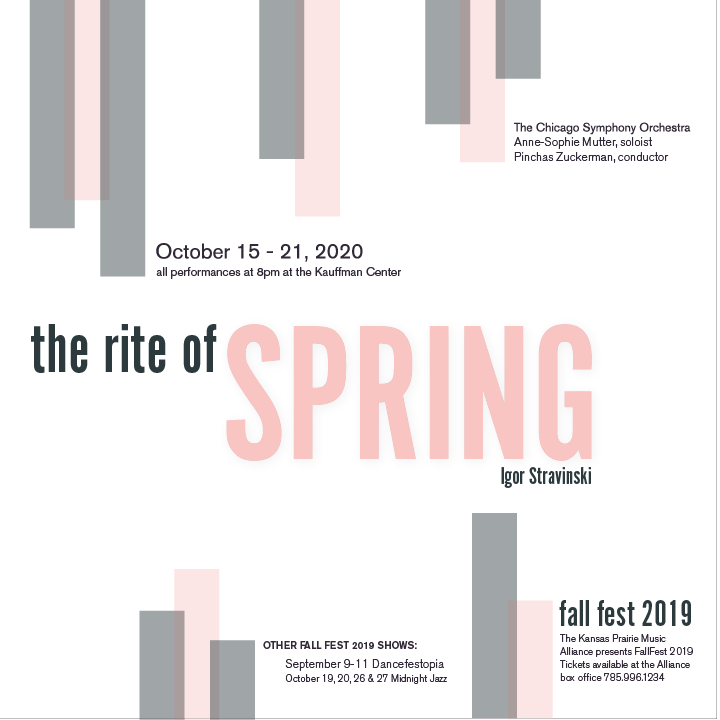 The Chicago Symphony Orchestra
Anne-Sophie Mutter, soloist
Pinchas Zuckerman, conductor
October 15 - 21, 2020
all performances at 8pm at the Kauffman Center
the rite of SPRING
Igor Stravinski
fall fest 2019
The Kansas Prairie Music
Alliance presents FallFest 2019
Tickets available at the Alliance
box office 785.996.1234
OTHER FALL FEST 2019 SHOWS:
September 9-11 Dancefestopia
October 19, 20, 26 & 27 Midnight Jazz